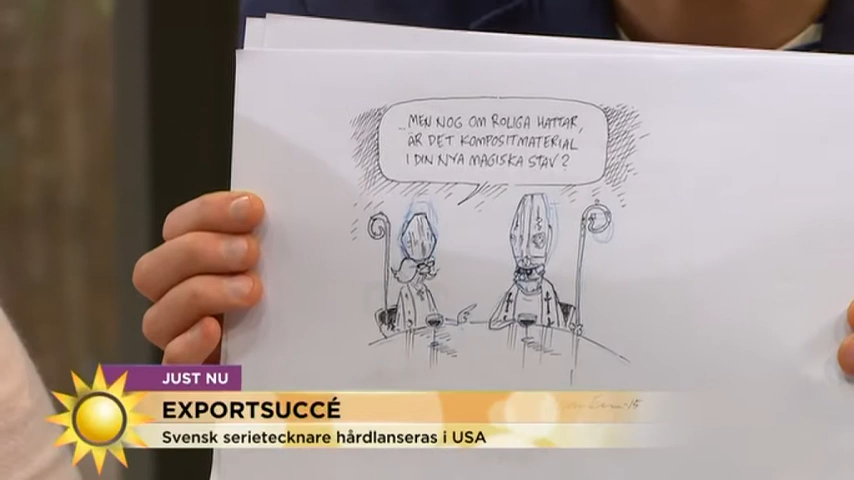 ...MEN NOG OM ROLIGA HATTAR,
ÄR DET KOMPOSITMATERIAL
I DIN NYA MAGISKA STAV?
JUST NU
EXPORTSUCCÉ
Svensk serietecknare hårdlanseras i USA